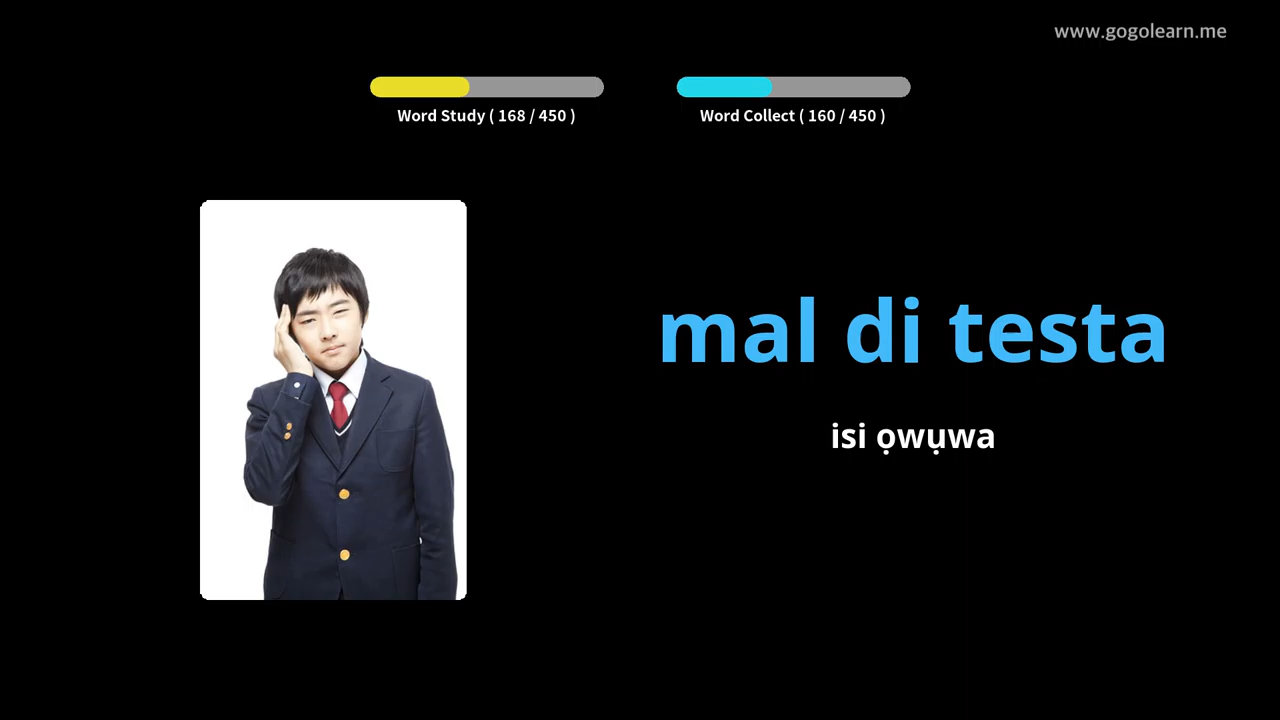 www.gogolearn.me
Word Study ( 168 / 450 )
Word Collect ( 160 / 450 )
mal di testa
isi ọwụwa